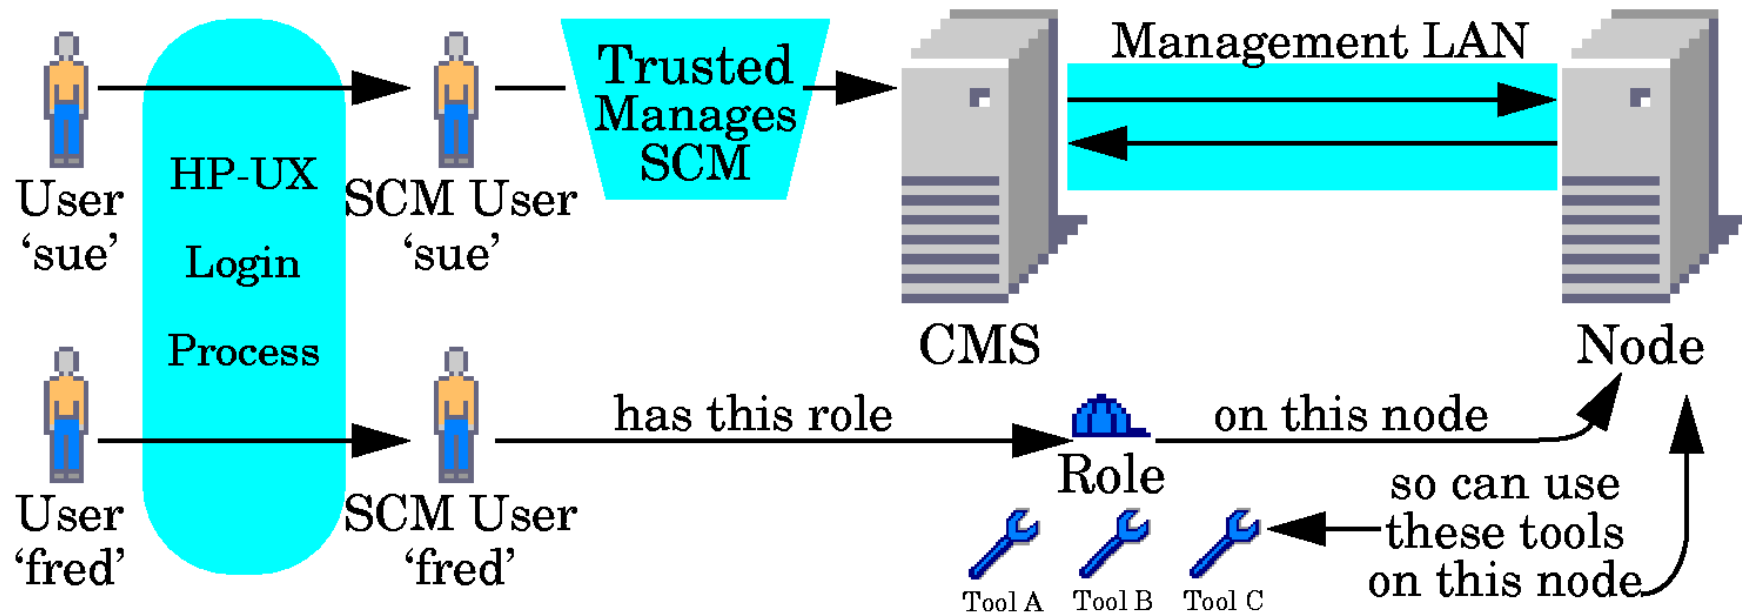 Trusted
Manages
SCM
Management LAN
HP-UX
Login
Process
User
‘sue’
SCM User
‘sue’
CMS
Node
has this role
on this node
Role
User
‘fred’
SCM User
‘fred’
so can use
these tools
on this node
Tool A
Tool B
Tool C